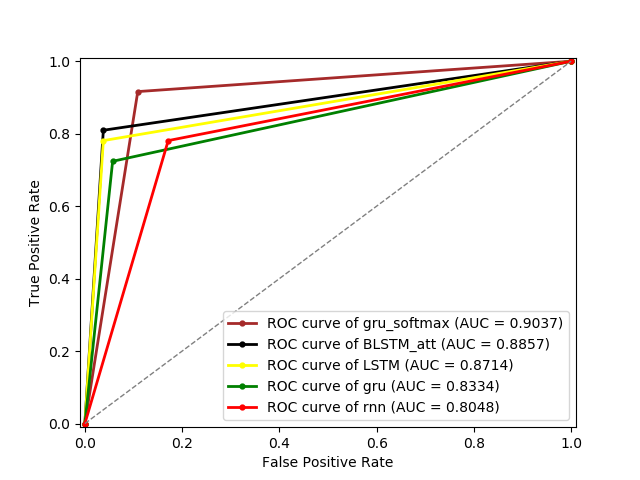 1.0
0.8
0.6
0.4
0.2
0.0
True Positive Rate
ROC curve of gru_softmax (AUC = 0.9037)
ROC curve of BLSTM_att (AUC = 0.8857)
ROC curve of LSTM (AUC = 0.8714)
ROC curve of gru (AUC = 0.8334)
ROC curve of rnn (AUC = 0.8048)
0.0 0.2 0.4 0.6 0.8 1.0
False Positive Rate